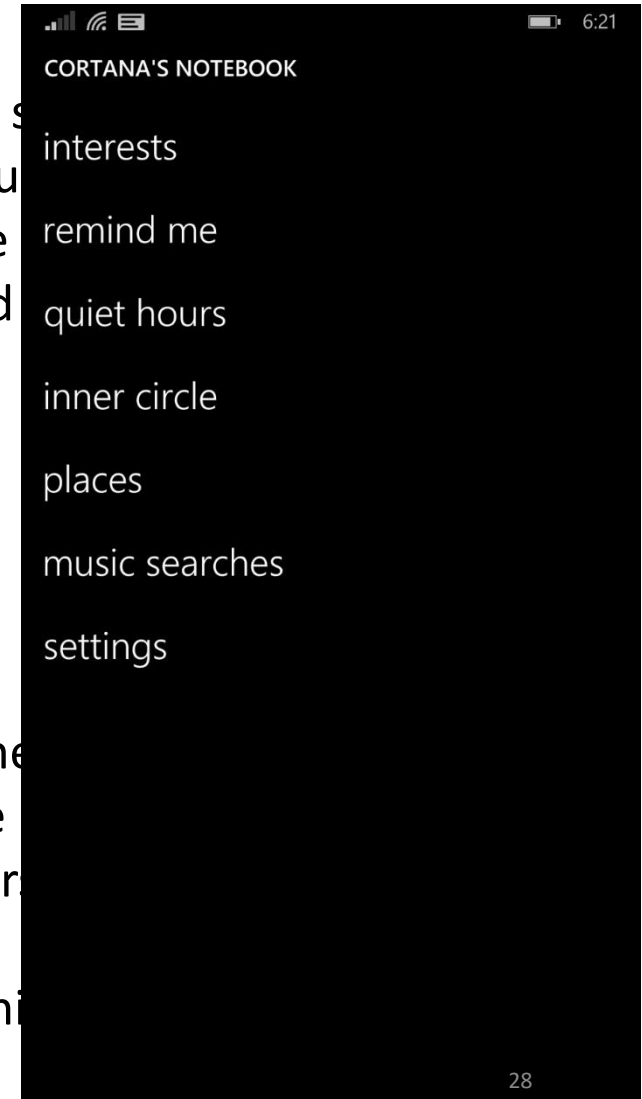 6:21
CORTANA'S NOTEBOOK
interests
remind me
quiet hours
inner circle
places
music searches
settings
28